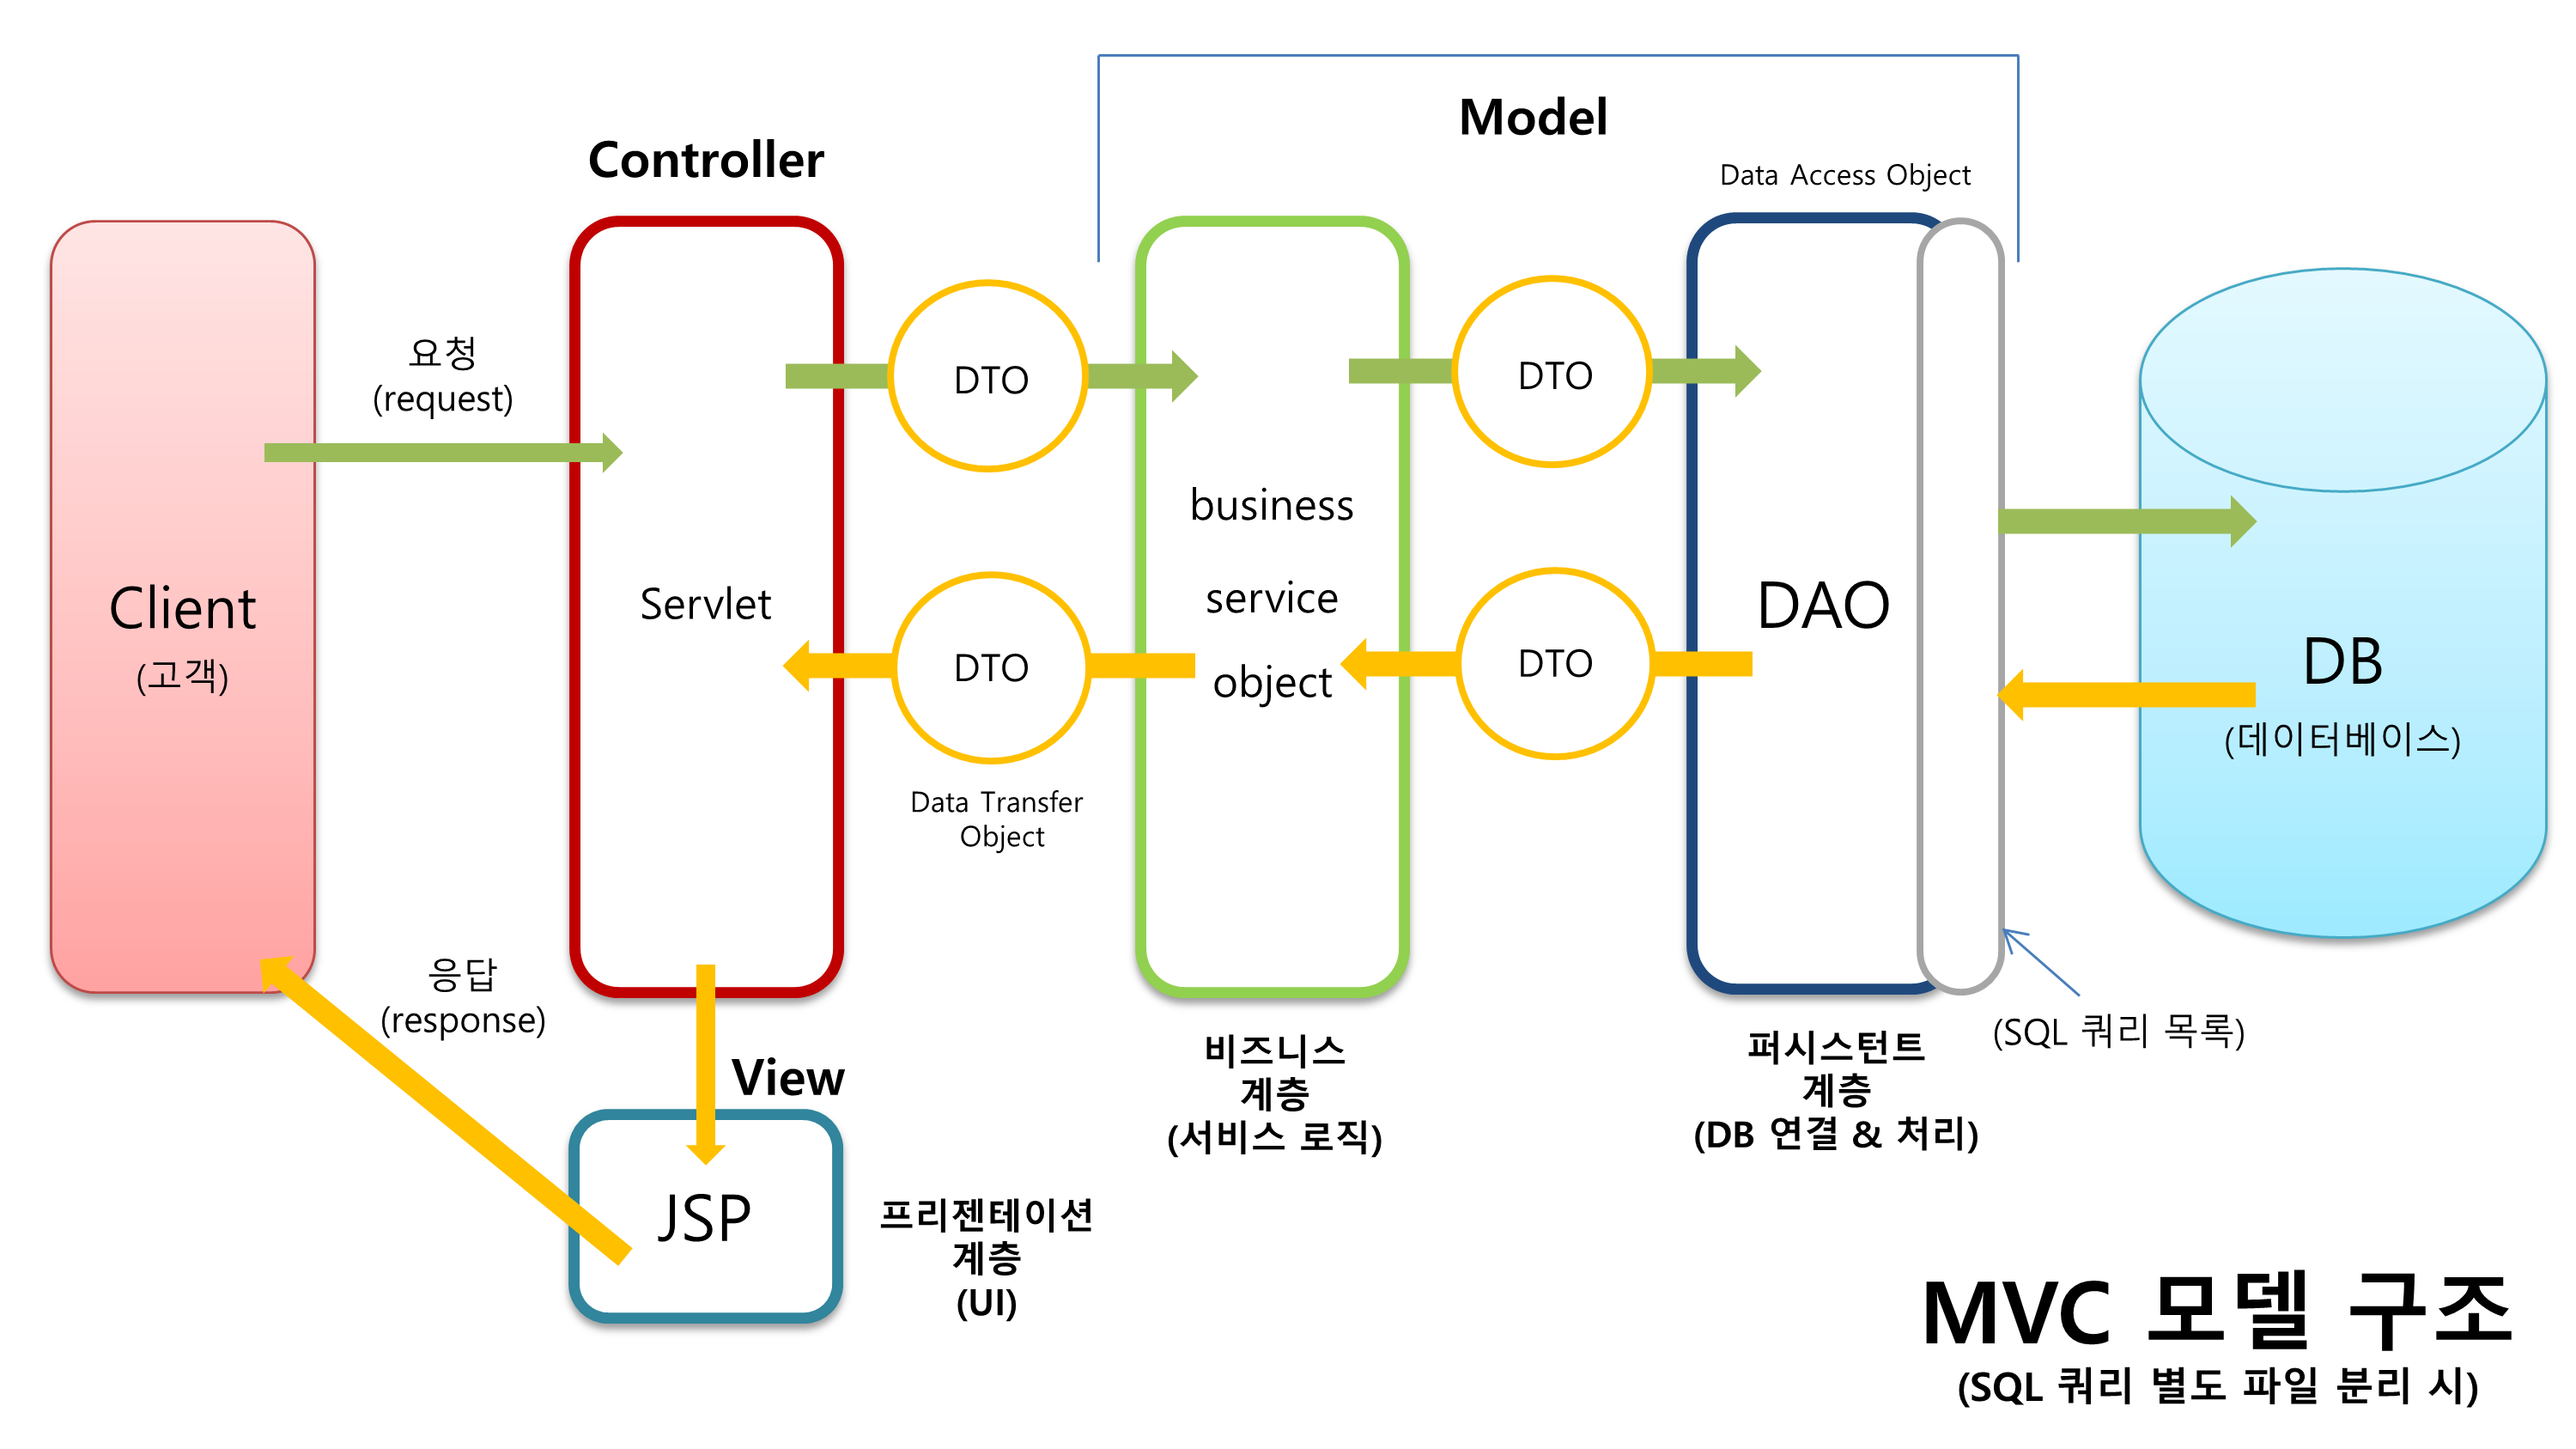 Model
Controller
Data Access Object
요청
(request)
DTO
DTO
business
service
object
Client
(고객)
Servlet
DTO
DTO
DAO
DB
(데이터베이스)
Data Transfer
Object
응답
(response)
View
JSP
프리젠테이션
계층
(UI)
비즈니스
계층
(서비스 로직)
퍼시스턴트
계층
(DB 연결 & 처리)
(SQL 쿼리 목록)
MVC 모델 구조
(SQL 쿼리 별도 파일 분리 시)